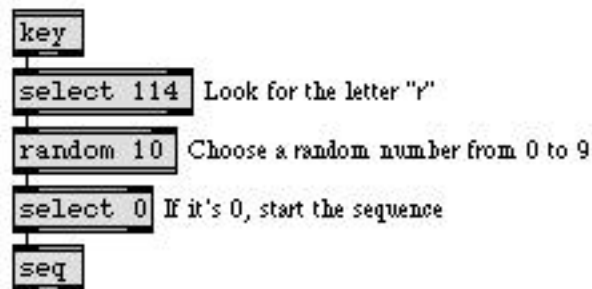 key
select 114 Look for the letter "r"
random 10 Choose a random number from 0 to 9
select 0 If it's 0, start the sequence
seq